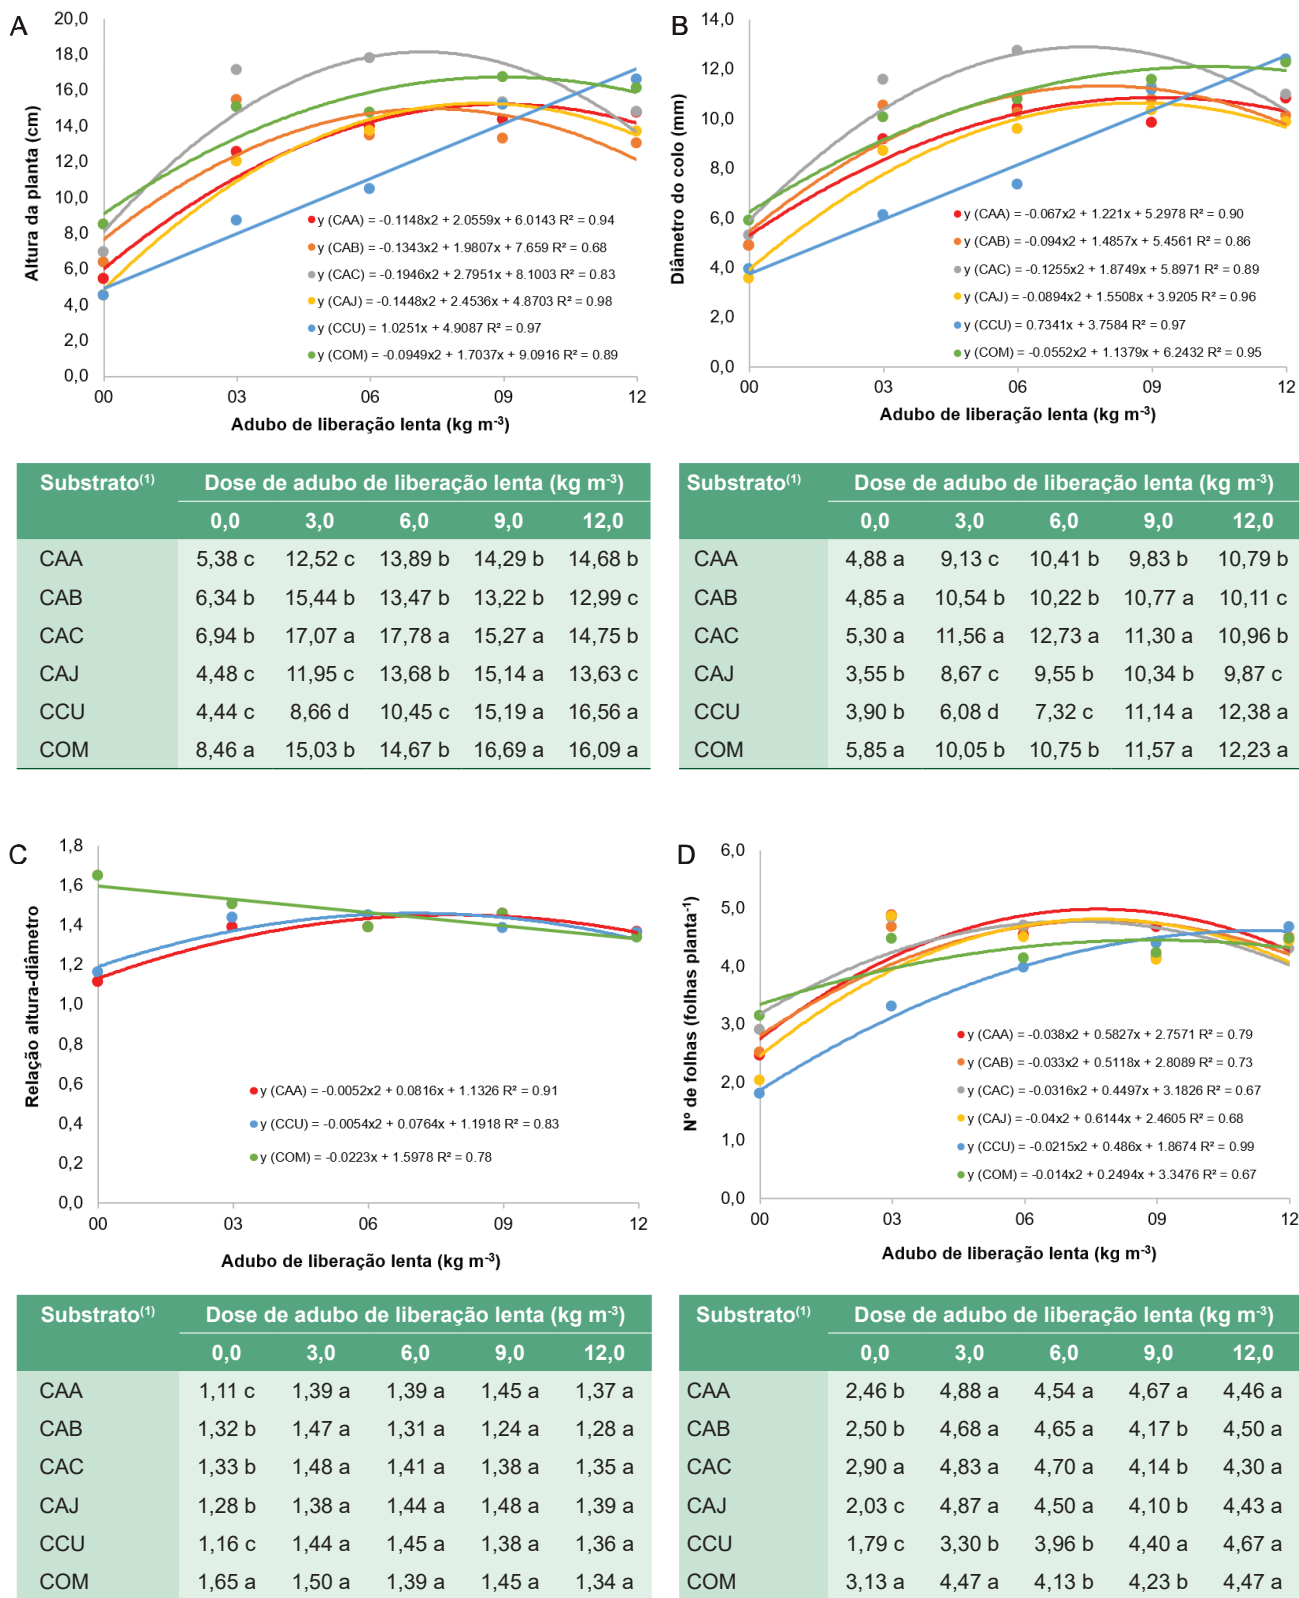 A
20,0
18,0
16,0
14,0
12,0
10,0
8,0
6,0
4,0
2,0
0,0
Altura da planta (cm)
y (CAA) = -0.1148x2 + 2.0559x + 6.0143 R² = 0.94
y (CAB) = -0.1343x2 + 1.9807x + 7.659 R² = 0.68
y (CAC) = -0.1946x2 + 2.7951x + 8.1003 R² = 0.83
y (CAJ) = -0.1448x2 + 2.4536x + 4.8703 R² = 0.98
y (CCU) = 1.0251x + 4.9087 R² = 0.97
y (COM) = -0.0949x2 + 1.7037x + 9.0916 R² = 0.89
00 03 06 09 12
Adubo de liberação lenta (kg m-3)
B
14,0
12,0
10,0
8,0
6,0
4,0
2,0
0,0
Diâmetro do colo (mm)
y (CAA) = -0.067x2 + 1.221x + 5.2978 R² = 0.90
y (CAB) = -0.094x2 + 1.4857x + 5.4561 R² = 0.86
y (CAC) = -0.1255x2 + 1.8749x + 5.8971 R² = 0.89
y (CAJ) = -0.0894x2 + 1.5508x + 3.9205 R² = 0.96
y (CCU) = 0.7341x + 3.7584 R² = 0.97
y (COM) = -0.0552x2 + 1.1379x + 6.2432 R² = 0.95
00 03 06 09 12
Adubo de liberação lenta (kg m-3)
Substrato(1) Dose de adubo de liberação lenta (kg m-3)
0,0 3,0 6,0 9,0 12,0
CAA 5,38 c 12,52 c 13,89 b 14,29 b 14,68 b
CAB 6,34 b 15,44 b 13,47 b 13,22 b 12,99 c
CAC 6,94 b 17,07 a 17,78 a 15,27 a 14,75 b
CAJ 4,48 c 11,95 c 13,68 b 15,14 a 13,63 c
CCU 4,44 c 8,66 d 10,45 c 15,19 a 16,56 a
COM 8,46 a 15,03 b 14,67 b 16,69 a 16,09 a
Substrato(1) Dose de adubo de liberação lenta (kg m-3)
0,0 3,0 6,0 9,0 12,0
CAA 4,88 a 9,13 c 10,41 b 9,83 b 10,79 b
CAB 4,85 a 10,54 b 10,22 b 10,77 a 10,11 c
CAC 5,30 a 11,56 a 12,73 a 11,30 a 10,96 b
CAJ 3,55 b 8,67 c 9,55 b 10,34 b 9,87 c
CCU 3,90 b 6,08 d 7,32 c 11,14 a 12,38 a
COM 5,85 a 10,05 b 10,75 b 11,57 a 12,23 a
C
1,8
1,6
1,4
1,2
1,0
0,8
0,6
0,4
0,2
0,0
Relação altura-diâmetro
y (CAA) = -0.0052x2 + 0.0816x + 1.1326 R² = 0.91
y (CCU) = -0.0054x2 + 0.0764x + 1.1918 R² = 0.83
y (COM) = -0.0223x + 1.5978 R² = 0.78
00 03 06 09 12
Adubo de liberação lenta (kg m-3)
D
6,0
5,0
4,0
3,0
2,0
1,0
0,0
Nº de folhas (folhas planta-1)
y (CAA) = -0.038x2 + 0.5827x + 2.7571 R² = 0.79
y (CAB) = -0.033x2 + 0.5118x + 2.8089 R² = 0.73
y (CAC) = -0.0316x2 + 0.4497x + 3.1826 R² = 0.67
y (CAJ) = -0.04x2 + 0.6144x + 2.4605 R² = 0.68
y (CCU) = -0.0215x2 + 0.486x + 1.8674 R² = 0.99
y (COM) = -0.014x2 + 0.2494x + 3.3476 R² = 0.67
00 03 06 09 12
Adubo de liberação lenta (kg m-3)
Substrato(1) Dose de adubo de liberação lenta (kg m-3)
0,0 3,0 6,0 9,0 12,0
CAA 1,11 c 1,39 a 1,39 a 1,45 a 1,37 a
CAB 1,32 b 1,47 a 1,31 a 1,24 a 1,28 a
CAC 1,33 b 1,48 a 1,41 a 1,38 a 1,35 a
CAJ 1,28 b 1,38 a 1,44 a 1,48 a 1,39 a
CCU 1,16 c 1,44 a 1,45 a 1,38 a 1,36 a
COM 1,65 a 1,50 a 1,39 a 1,45 a 1,34 a
Substrato(1) Dose de adubo de liberação lenta (kg m-3)
0,0 3,0 6,0 9,0 12,0
CAA 2,46 b 4,88 a 4,54 a 4,67 a 4,46 a
CAB 2,50 b 4,68 a 4,65 a 4,17 b 4,50 a
CAC 2,90 a 4,83 a 4,70 a 4,14 b 4,30 a
CAJ 2,03 c 4,87 a 4,50 a 4,10 b 4,43 a
CCU 1,79 c 3,30 b 3,96 b 4,40 a 4,67 a
COM 3,13 a 4,47 a 4,13 b 4,23 b 4,47 a